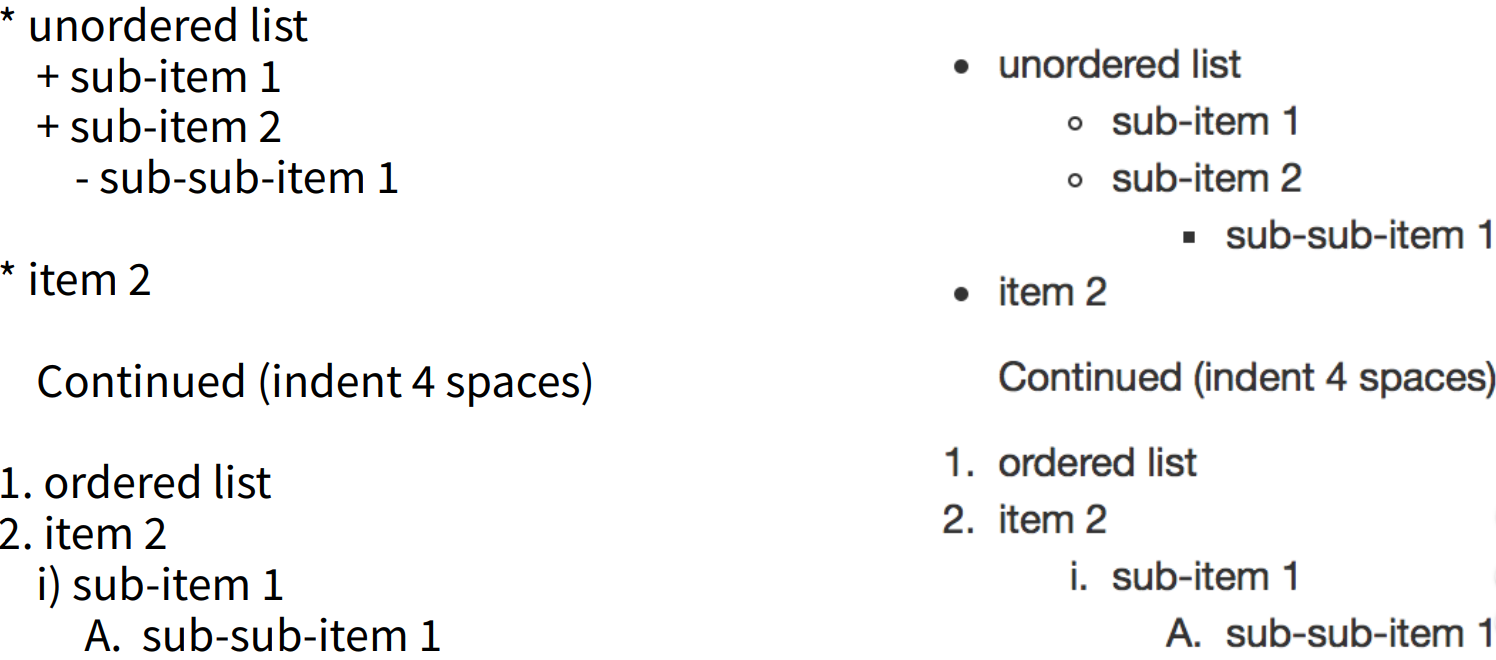 * unordered list
+ sub-item 1
+ sub-item 2
- sub-sub-item 1
* item 2
Continued (indent 4 spaces)
1. ordered list
2. item 2
i) sub-item 1
A. sub-sub-item 1
• unordered list
○ sub-item 1
○ sub-item 2
▪ sub-sub-item 1
• item 2
Continued (indent 4 spaces)
1. ordered list
2. item 2
i. sub-item 1
A. sub-sub-item 1